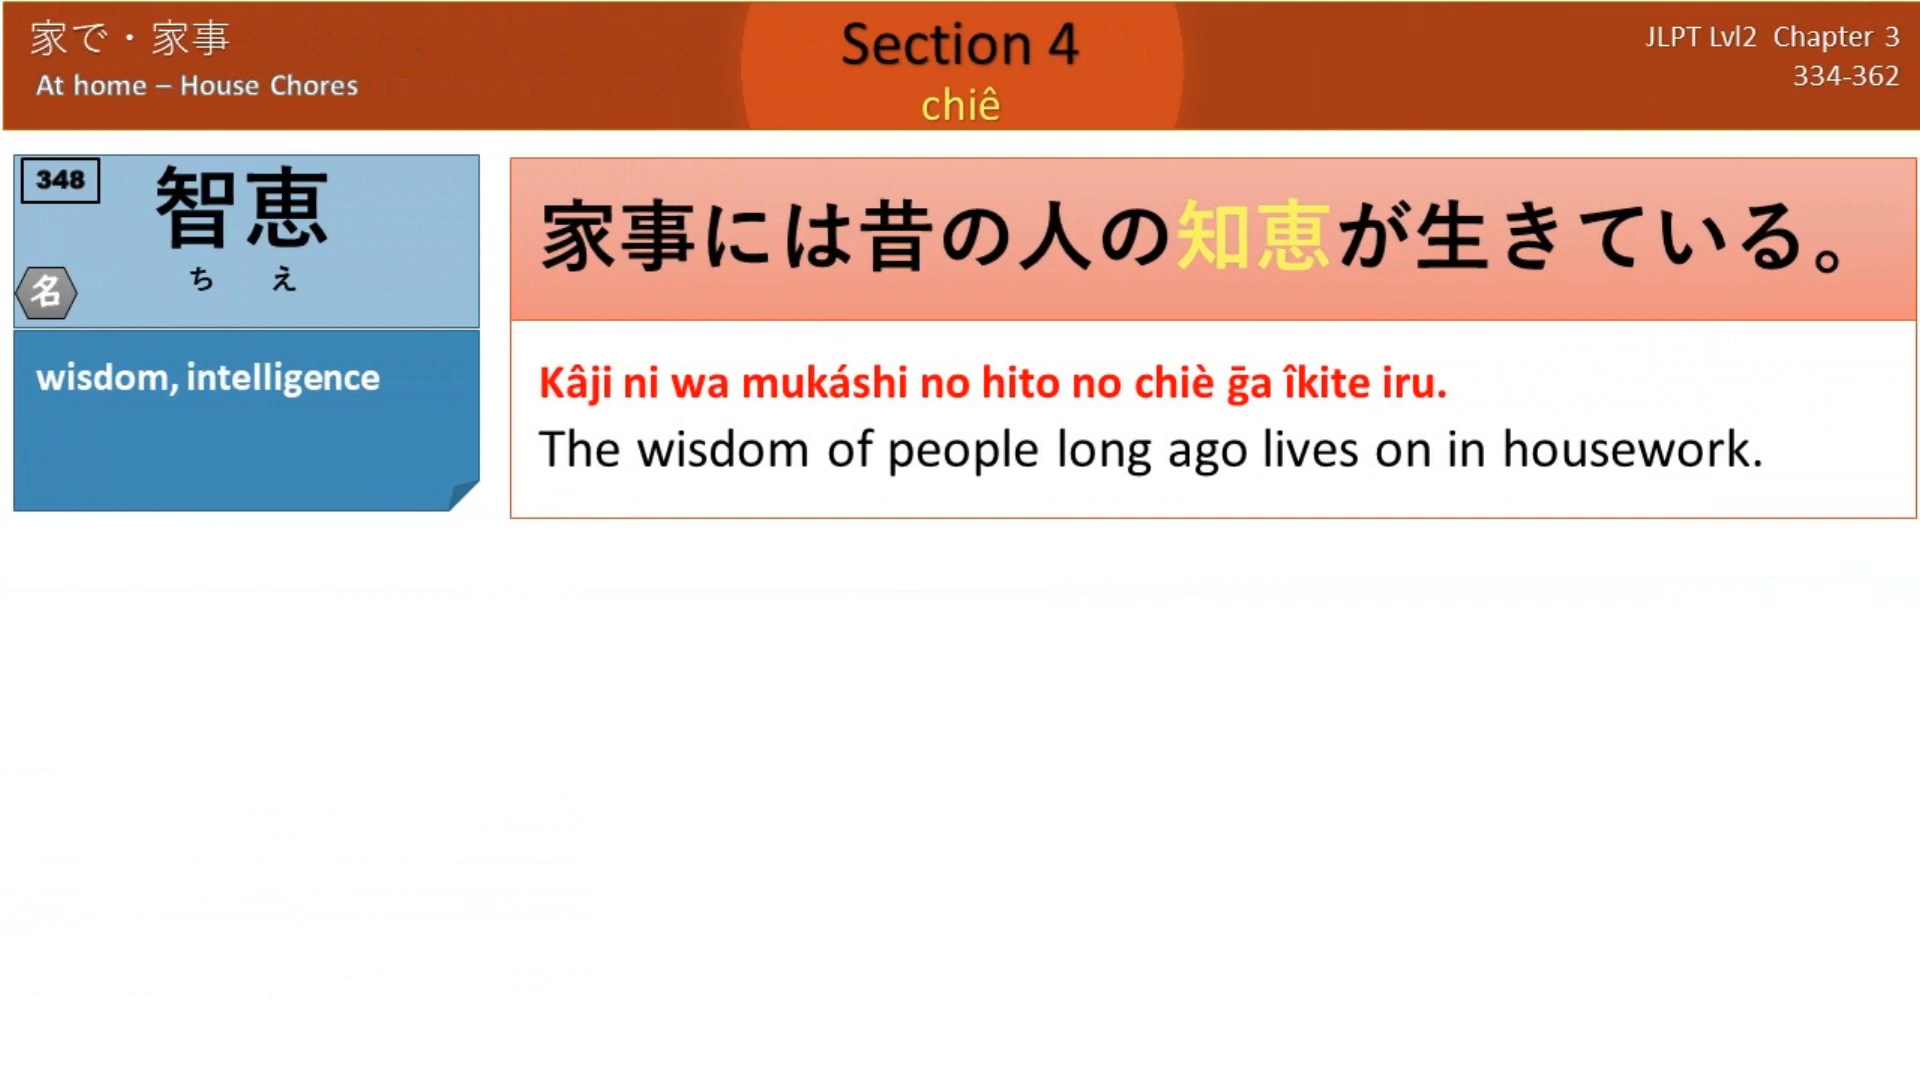 家で・家事
At home – House Chores
Section 4
chiê
JLPT Lvl2 Chapter 3
334-362
348
智恵
ち え
名
wisdom, intelligence
家事には昔の人の知恵が生きている。
Kâji ni wa mukáshi no hito no chiè ḡa îkite iru.
The wisdom of people long ago lives on in housework.